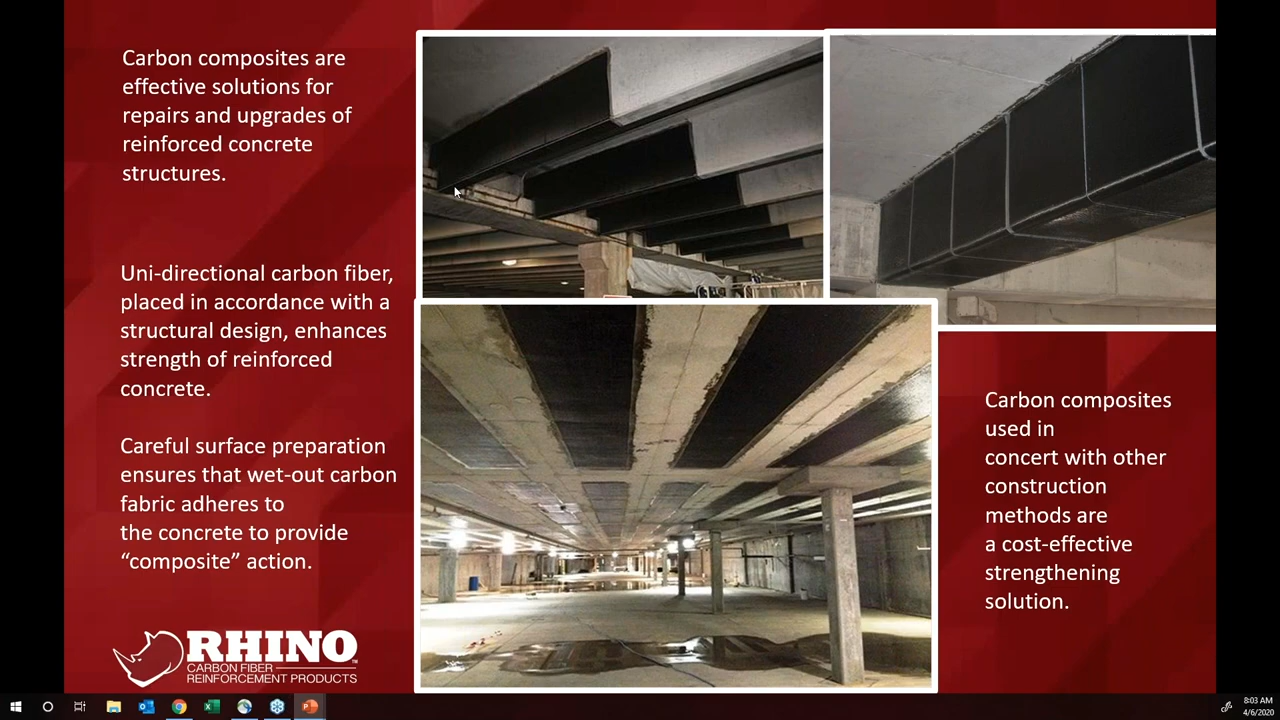 Carbon composites are
effective solutions for
repairs and upgrades of
reinforced concrete
structures.
Uni-directional carbon fiber,
placed in accordance with a
structural design, enhances
strength of reinforced
concrete.
Careful surface preparation
ensures that wet-out carbon
fabric adheres to
the concrete to provide
“composite” action.
Carbon composites
used in
concert with other
construction
methods are
a cost-effective
strengthening
solution.
RHINO
CARBON FIBER
REINFORCEMENT PRODUCTS
8:03 AM
4/6/2020